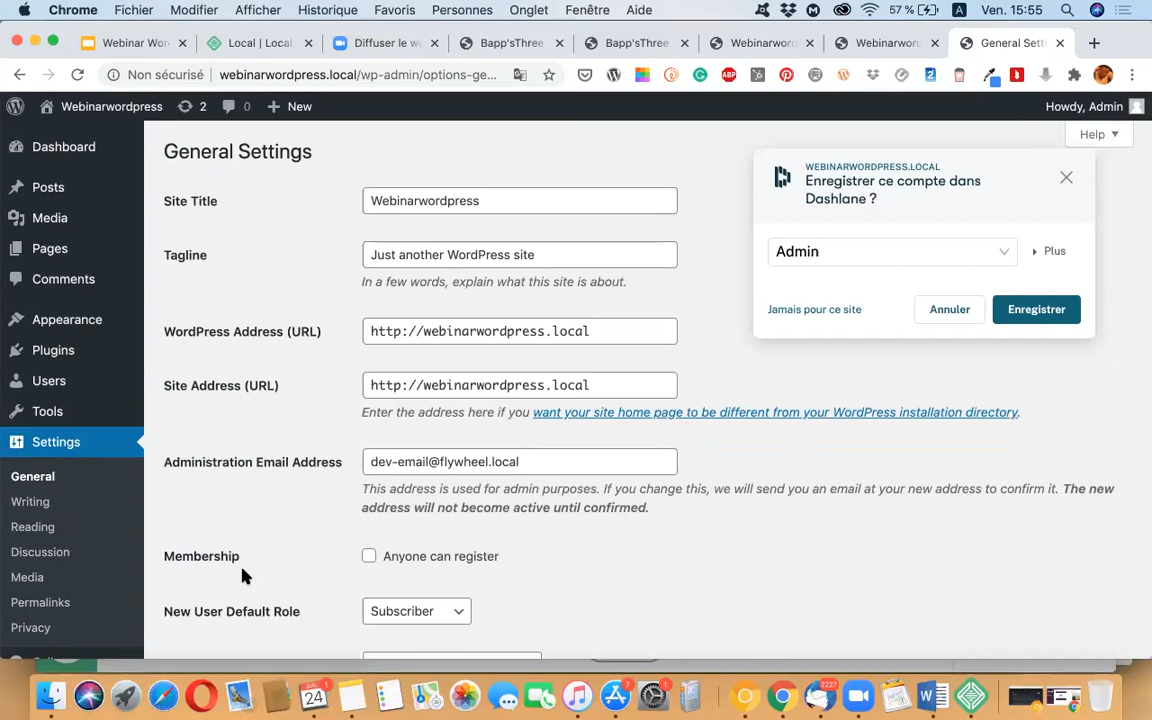 Chrome Fichier Modifier Afficher Historique Favoris Personnes Onglet Fenêtre Aide 57 % A Ven. 15:55
Webinar Wor Local | Loca Diffuser le w Bapp'sThree Bapp'sThree Webinarword Webinarword General Setti
Non sécurisé webinarwordpress.local/wp-admin/options-ge...
Webinarwordpress 2 0 New Howdy, Admin
Help
Dashboard
Posts
Media
Pages
Comments
Appearance
Plugins
Users
Tools
Settings
General
Writing
Reading
Discussion
Media
Permalinks
Privacy
General Settings
Site Title Webinarwordpress
Tagline Just another WordPress site
In a few words, explain what this site is about.
WordPress Address (URL) http://webinarwordpress.local
Site Address (URL) http://webinarwordpress.local
Enter the address here if you want your site home page to be different from your WordPress installation directory.
Administration Email Address dev-email@flywheel.local
This address is used for admin purposes. If you change this, we will send you an email at your new address to confirm it. The new
address will not become active until confirmed.
Membership Anyone can register
New User Default Role Subscriber
WEBINARWORDPRESS.LOCAL
Enregistrer ce compte dans
Dashlane ?
Admin Plus
Jamais pour ce site Annuler Enregistrer
24 1 7 2227